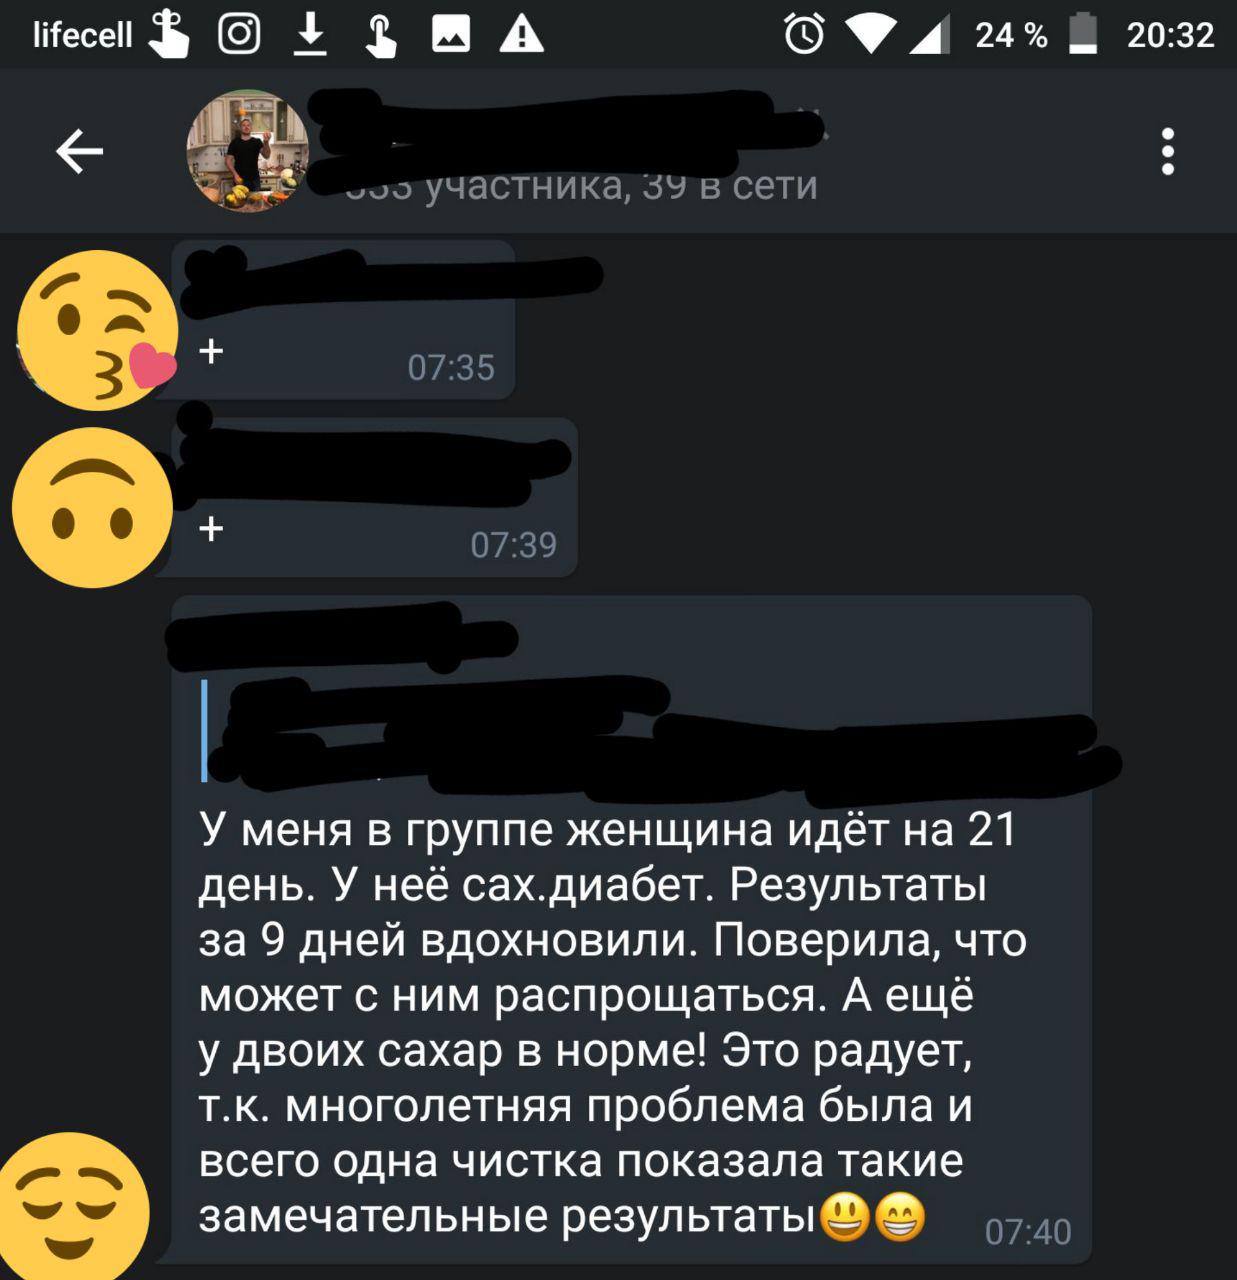 lifecell 24 % 20:32
участника, 39 в сети
+
07:35
+
07:39
У меня в группе женщина идёт на 21
день. У неё сах.диабет. Результаты
за 9 дней вдохновили. Поверила, что
может с ним распрощаться. А ещё
у двоих сахар в норме! Это радует,
т.к. многолетняя проблема была и
всего одна чистка показала такие
замечательные результаты😃😁
07:40